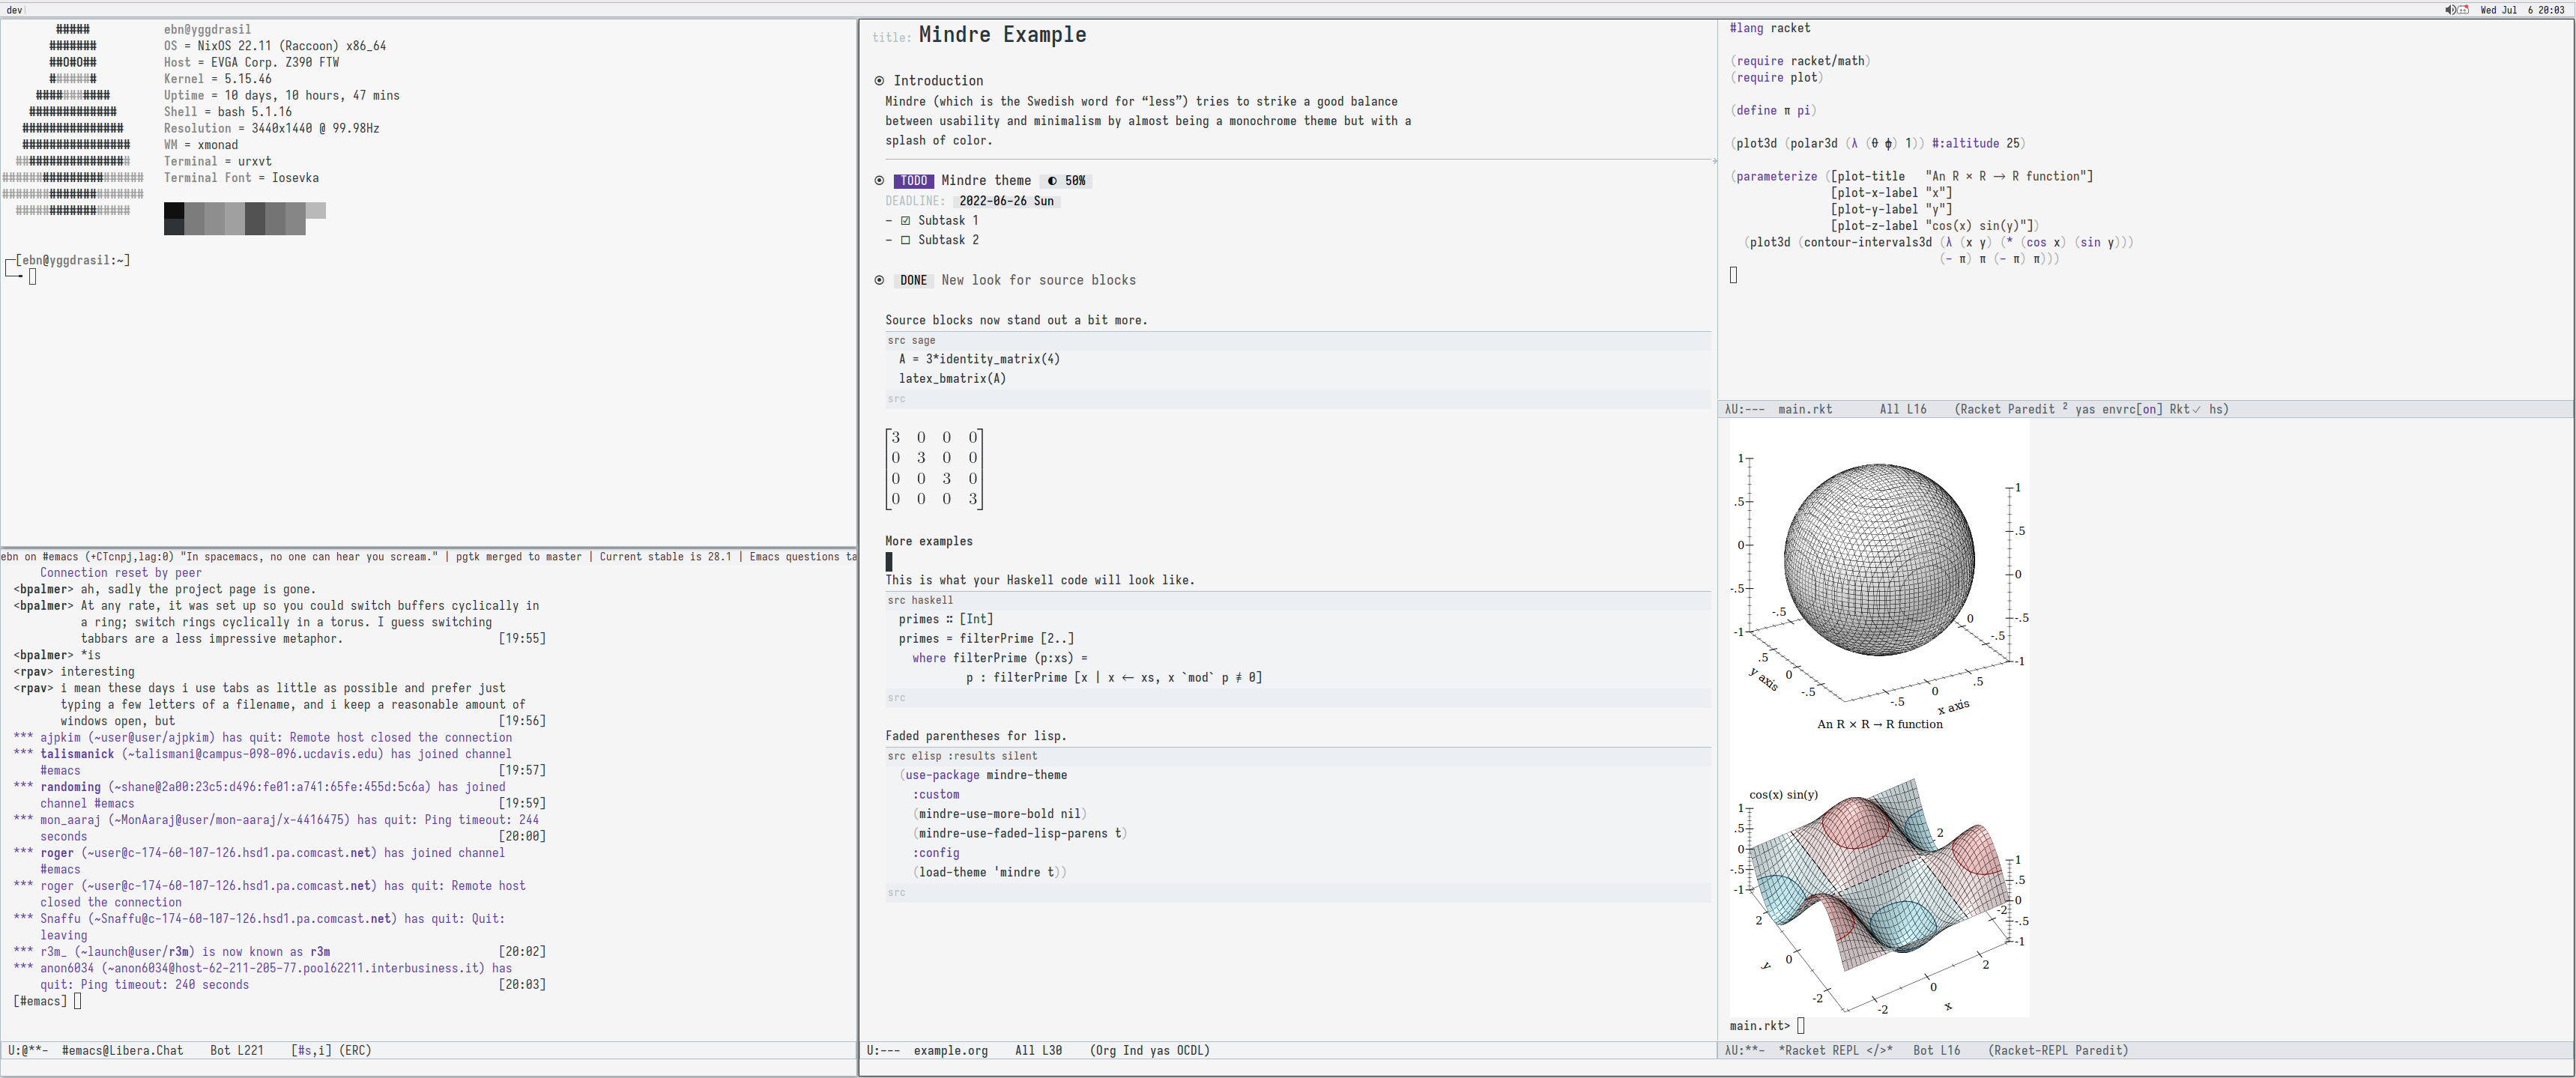 dev
Wed Jul  6 20:03
#####
#######
##O#O##
#######
###########
#############
###############
################
#################
#####################
#####################
#################
ebn@yggdrasil
OS = NixOS 22.11 (Raccoon) x86_64
Host = EVGA Corp. Z390 FTW
Kernel = 5.15.46
Uptime = 10 days, 10 hours, 47 mins
Shell = bash 5.1.16
Resolution = 3440x1440 @ 99.98Hz
WM = xmonad
Terminal = urxvt
Terminal Font = Iosevka
[ebn@yggdrasil:~]
ebn on #emacs (+CTcnpj,lag:0) "In spacemacs, no one can hear you scream." | pgtk merged to master | Current stable is 28.1 | Emacs questions ta
Connection reset by peer
<bpalmer> ah, sadly the project page is gone.
<bpalmer> At any rate, it was set up so you could switch buffers cyclically in
a ring; switch rings cyclically in a torus. I guess switching
tabbars are a less impressive metaphor. [19:55]
<bpalmer> *is
<rpav> interesting
<rpav> i mean these days i use tabs as little as possible and prefer just
typing a few letters of a filename, and i keep a reasonable amount of
windows open, but [19:56]
*** ajpkim (~user@user/ajpkim) has quit: Remote host closed the connection
*** talismanick (~talismani@campus-098-096.ucdavis.edu) has joined channel
#emacs [19:57]
*** randoming (~shane@2a00:23c5:d496:fe01:a741:65fe:455d:5c6a) has joined
channel #emacs [19:59]
*** mon_aaraj (~MonAaraj@user/mon-aaraj/x-4416475) has quit: Ping timeout: 244
seconds [20:00]
*** roger (~user@c-174-60-107-126.hsd1.pa.comcast.net) has joined channel
#emacs
*** roger (~user@c-174-60-107-126.hsd1.pa.comcast.net) has quit: Remote host
closed the connection
*** Snaffu (~Snaffu@c-174-60-107-126.hsd1.pa.comcast.net) has quit: Quit:
leaving
*** r3m_ (~launch@user/r3m) is now known as r3m [20:02]
*** anon6034 (~anon6034@host-62-211-205-77.pool62211.interbusiness.it) has
quit: Ping timeout: 240 seconds [20:03]
[#emacs]
U:@**-  #emacs@Libera.Chat    Bot L221    [#s,i] (ERC)
title: Mindre Example
Introduction
Mindre (which is the Swedish word for “less”) tries to strike a good balance
between usability and minimalism by almost being a monochrome theme but with a
splash of color.
TODO Mindre theme ◐ 50%
DEADLINE: 2022-06-26 Sun
- ☑ Subtask 1
- ☐ Subtask 2
DONE New look for source blocks
Source blocks now stand out a bit more.
src sage
A = 3*identity_matrix(4)
latex_bmatrix(A)
src
3 0 0 0
0 3 0 0
0 0 3 0
0 0 0 3
More examples
This is what your Haskell code will look like.
src haskell
primes :: [Int]
primes = filterPrime [2..]
where filterPrime (p:xs) =
p : filterPrime [x | x ← xs, x `mod` p ≢ 0]
src
Faded parentheses for lisp.
src elisp :results silent
(use-package mindre-theme
:custom
(mindre-use-more-bold nil)
(mindre-use-faded-lisp-parens t)
:config
(load-theme 'mindre t))
src
U:---  example.org    All L30    (Org Ind yas OCDL)
#lang racket
(require racket/math)
(require plot)
(define π pi)
(plot3d (polar3d (λ (θ ϕ) 1)) #:altitude 25)
(parameterize ([plot-title   "An R × R → R function"]
[plot-x-label "x"]
[plot-y-label "y"]
[plot-z-label "cos(x) sin(y)"])
(plot3d (contour-intervals3d (λ (x y) (* (cos x) (sin y)))
(- π) π (- π) π)))
λU:---  main.rkt       All L16    (Racket Paredit ² yas envrc[on] Rkt✓ hs)
1
.5
0
-.5
-1
1
.5
0
-.5
-1
-.5
0
-.5
.5
0
-.5
y axis
-.5
0
.5
x axis
An R × R → R function
cos(x) sin(y)
1
.5
0
-.5
-1
2
1
.5
0
-.5
-1
-2
2
0
-2
y
-2
0
2
x
main.rkt>
λU:**-  *Racket REPL </>*   Bot L16    (Racket-REPL Paredit)